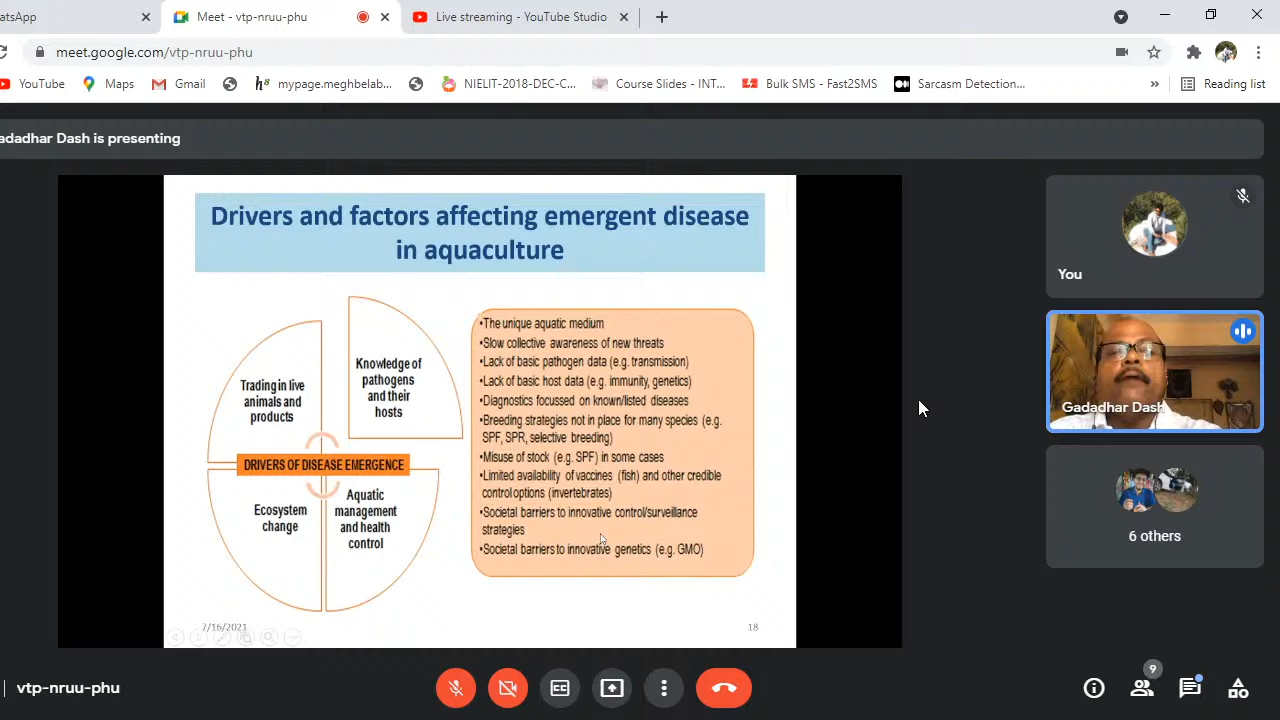 atsApp
Meet - vtp-nruu-phu
Live streaming - YouTube Studio
meet.google.com/vtp-nruu-phu
YouTube
Maps
Gmail
mypage.meghbelab...
NIELIT-2018-DEC-C...
Course Slides - INT...
Bulk SMS - Fast2SMS
Sarcasm Detection...
»
Reading list
adadhar Dash is presenting
Drivers and factors affecting emergent disease
in aquaculture
Trading in live
animals and
products
Knowledge of
pathogens
and their
hosts
DRIVERS OF DISEASE EMERGENCE
Ecosystem
change
Aquatic
management
and health
control
•The unique aquatic medium
•Slow collective awareness of new threats
•Lack of basic pathogen data (e.g. transmission)
•Lack of basic host data (e.g. immunity, genetics)
•Diagnostics focussed on known/listed diseases
•Breeding strategies not in place for many species (e.g.
SPF, SPR, selective breeding)
•Misuse of stock (e.g. SPF) in some cases
•Limited availability of vaccines (fish) and other credible
control options (invertebrates)
•Societal barriers to innovative control/surveillance
strategies
•Societal barriers to innovative genetics (e.g. GMO)
7/16/2021
18
You
Gadadhar Dash
6 others
vtp-nruu-phu
CC
9